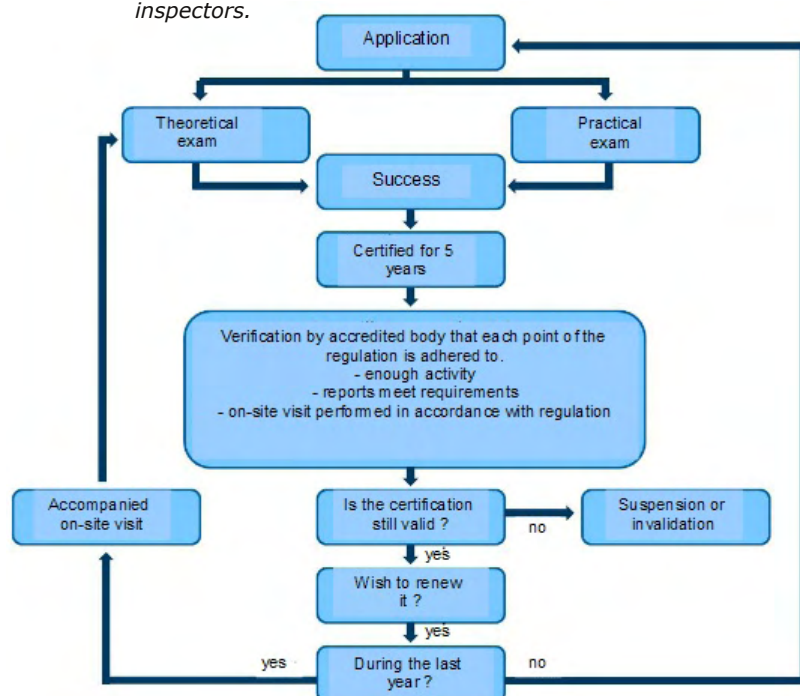 inspectors.
Application
Theoretical
exam
Practical
exam
Success
Certified for 5
years
Verification by accredited body that each point of the
regulation is adhered to.
- enough activity
- reports meet requirements
- on-site visit performed in accordance with regulation
Accompanied
on-site visit
Is the certification
still valid ?
no
Suspension or
invalidation
yes
Wish to renew
it ?
yes
yes
During the last
year ?
no